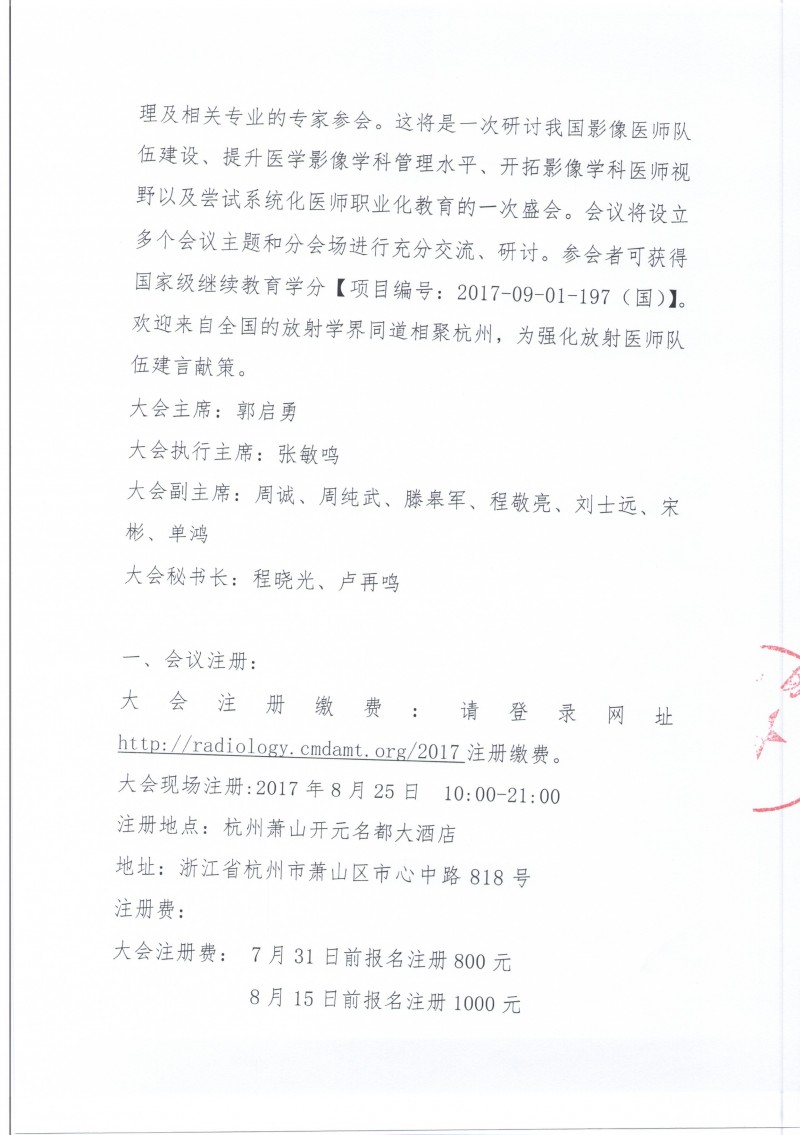 理及相关专业的专家参会。这将是一次研讨我国影像医师队
伍建设、提升医学影像学科管理水平、开拓影像学科医师视
野以及尝试系统化医师职业化教育的一次盛会。会议将设立
多个会议主题和分会场进行充分交流、研讨。参会者可获得
国家级继续教育学分【项目编号：2017-09-01-197（国）】。
欢迎来自全国的放射学界同道相聚杭州，为强化放射医师队
伍建言献策。
大会主席：郭启勇
大会执行主席：张敏鸣
大会副主席：周诚、周纯武、滕皋军、程敬亮、刘士远、宋
彬、单鸿
大会秘书长：程晓光、卢再鸣
一、会议注册：
大会注册缴费：请登录网址
http://radiology.cmdamt.org/2017 注册缴费。
大会现场注册:2017 年 8 月 25 日 10:00-21:00
注册地点：杭州萧山开元名都大酒店
地址：浙江省杭州市萧山区市心中路 818 号
注册费：
大会注册费： 7 月 31 日前报名注册 800 元
8 月 15 日前报名注册 1000 元